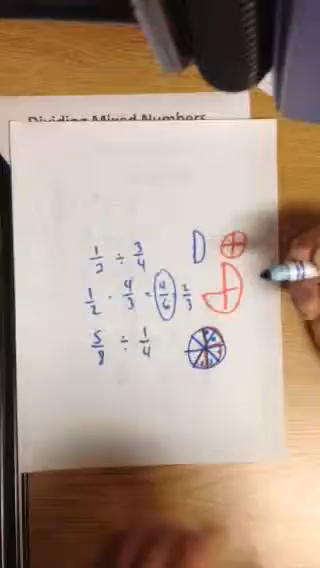 Dividing Mixed Numbers
1/2 ÷ 3/4
1/2 · 4/3 = 4/6 = 2/3
5/8 ÷ 1/4